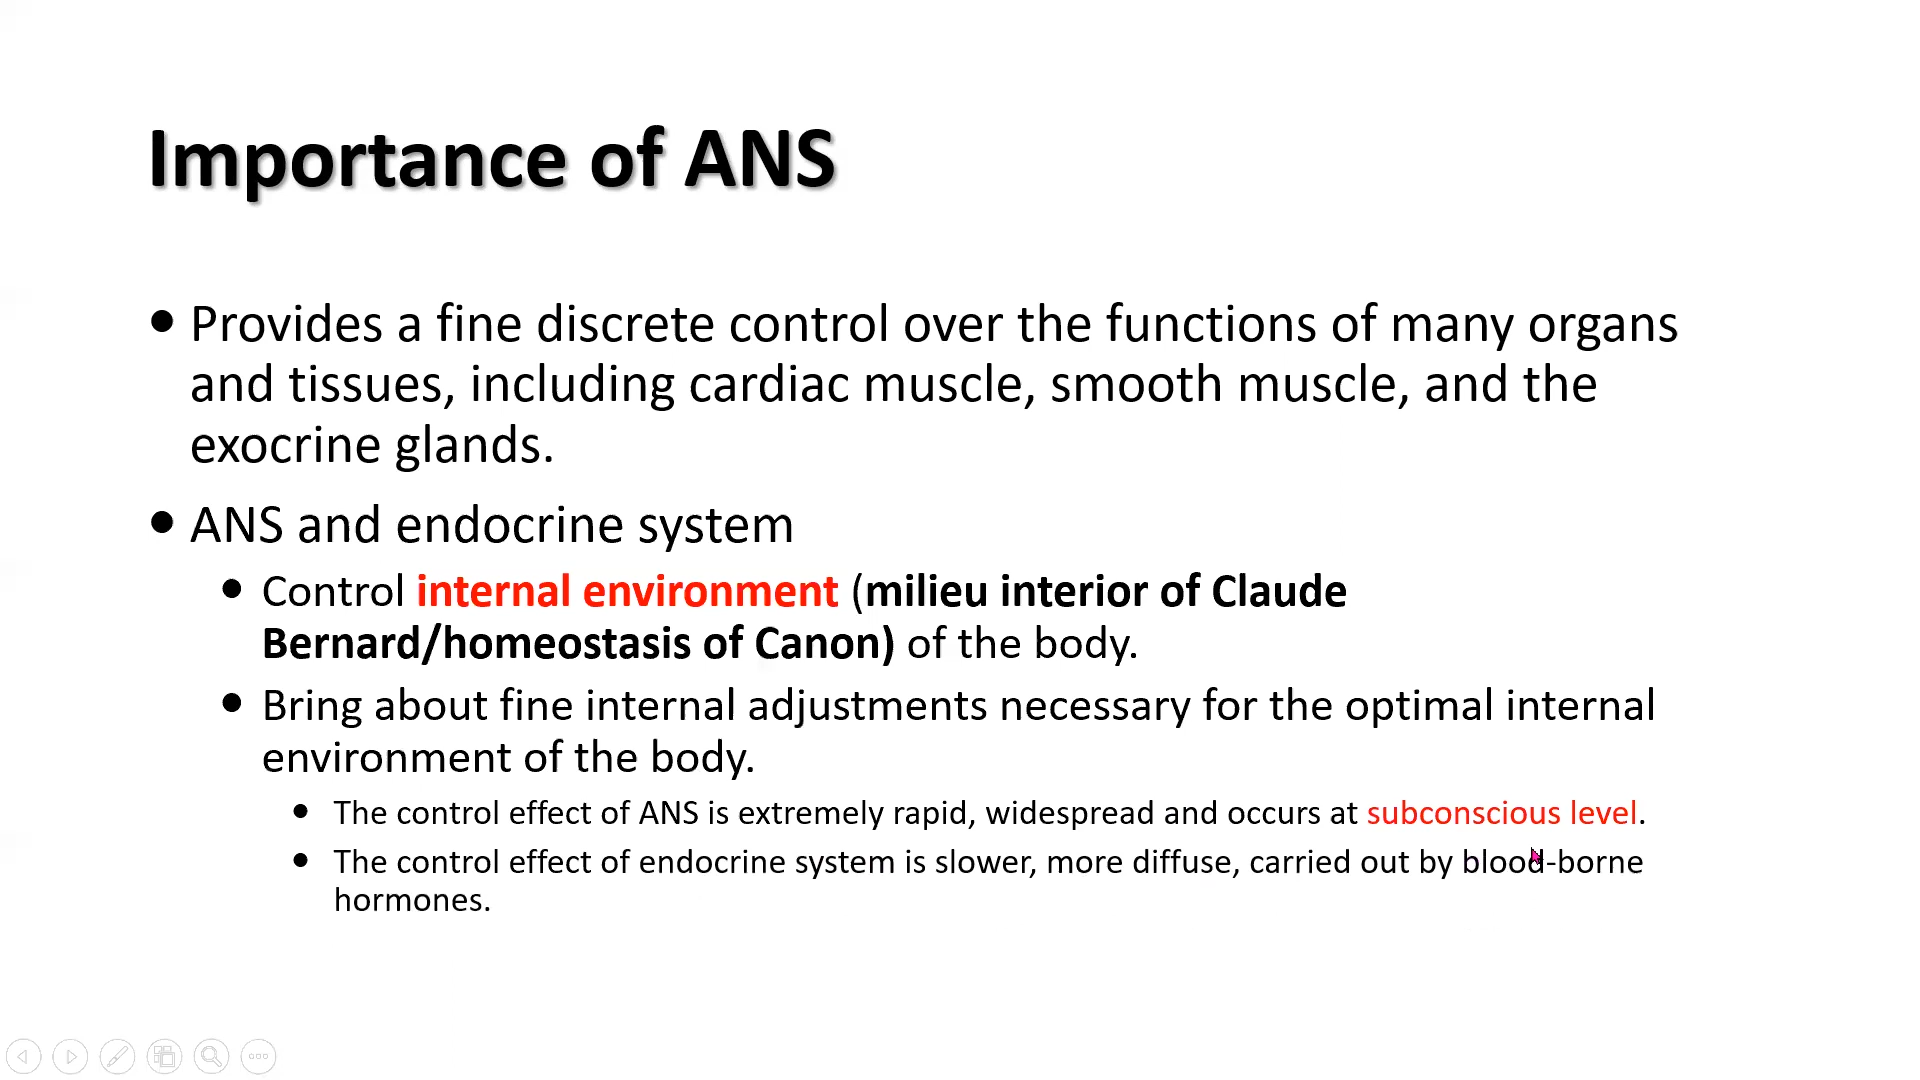 Importance of ANS
• Provides a fine discrete control over the functions of many organs
and tissues, including cardiac muscle, smooth muscle, and the
exocrine glands.
• ANS and endocrine system
• Control internal environment (milieu interior of Claude
Bernard/homeostasis of Canon) of the body.
• Bring about fine internal adjustments necessary for the optimal internal
environment of the body.
• The control effect of ANS is extremely rapid, widespread and occurs at subconscious level.
• The control effect of endocrine system is slower, more diffuse, carried out by blood-borne
hormones.